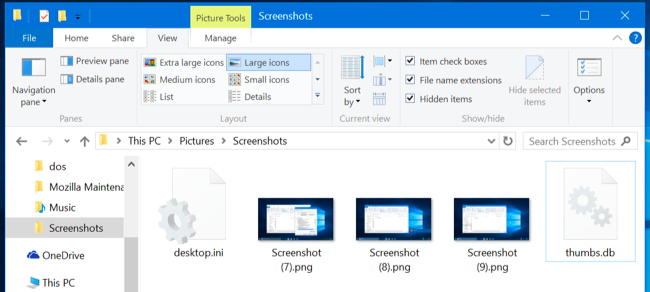 Picture Tools Screenshots
File Home Share View Manage
Navigation pane
Preview pane
Details pane
Panes
Extra large icons Large icons
Medium icons Small icons
List Details
Layout
Sort by
Current view
Item check boxes
File name extensions
Hidden items
Hide selected items
Show/hide
Options
This PC > Pictures > Screenshots
Search Screenshots
dos
Mozilla Maintena
Music
Screenshots
OneDrive
This PC
desktop.ini
Screenshot
(7).png
Screenshot
(8).png
Screenshot
(9).png
thumbs.db